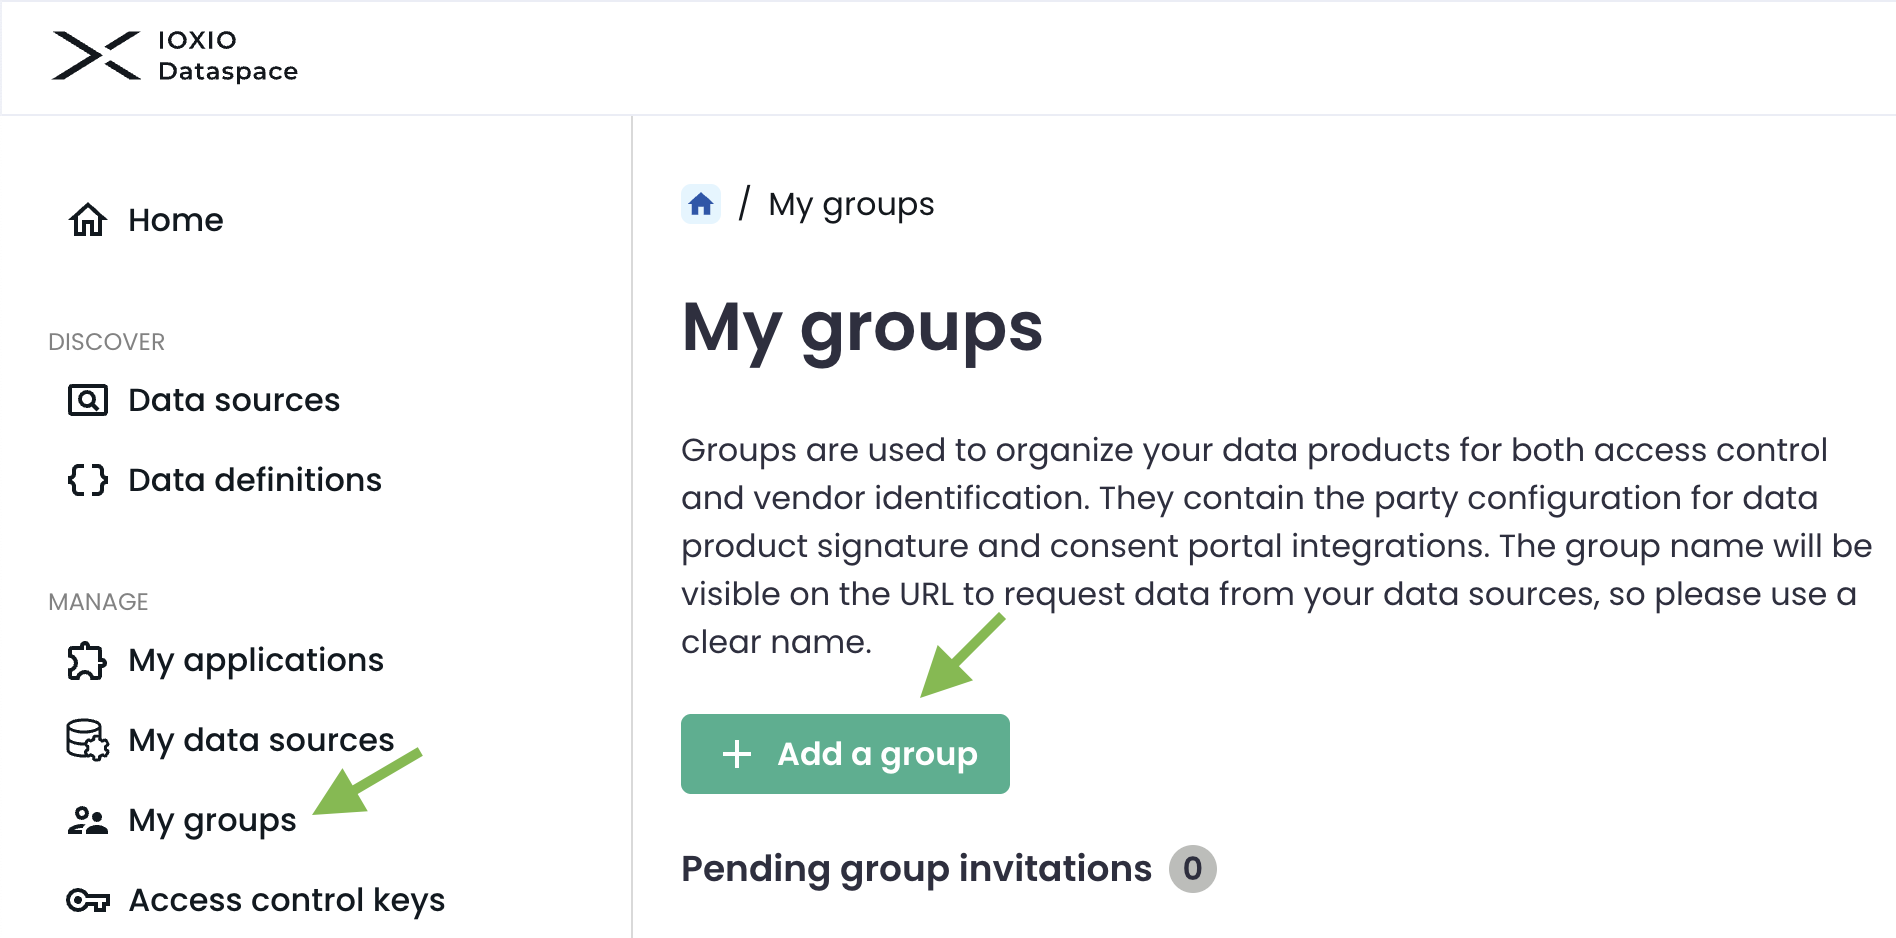 IOXIO
Dataspace
Home
DISCOVER
Data sources
Data definitions
MANAGE
My applications
My data sources
My groups
Access control keys
/ My groups
My groups
Groups are used to organize your data products for both access control
and vendor identification. They contain the party configuration for data
product signature and consent portal integrations. The group name will be
visible on the URL to request data from your data sources, so please use a
clear name.
+ Add a group
Pending group invitations 0